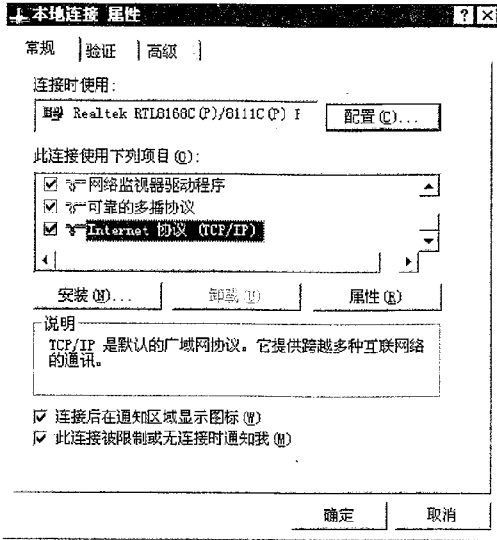 本地连接 属性
常规 验证 高级
连接时使用:
Realtek RTL8168C(P)/8111C(P) F
配置(C)...
此连接使用下列项目(O):
网络监视器驱动程序
可靠的多播协议
Internet 协议 (TCP/IP)
安装(N)... 卸载(U) 属性(R)
说明
TCP/IP 是默认的广域网协议。它提供跨越多种互联网络
的通讯。
连接后在通知区域显示图标(W)
此连接被限制或无连接时通知我(M)
确定 取消